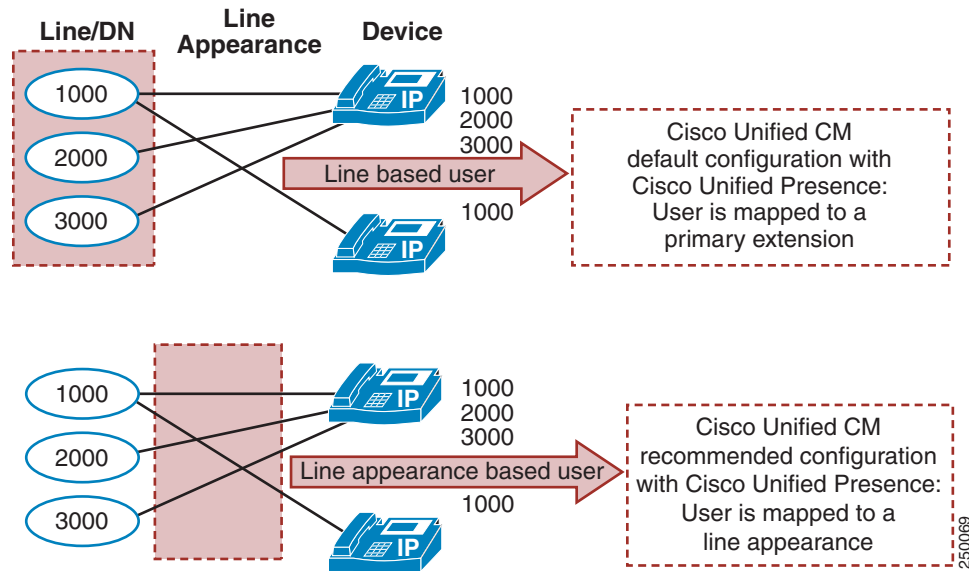 Line/DN
Line
Appearance
Device
1000
2000
3000
IP
1000
2000
3000
Line based user
1000
IP
Cisco Unified CM
default configuration with
Cisco Unified Presence:
User is mapped to a
primary extension
1000
2000
3000
IP
1000
2000
3000
Line appearance based user
1000
IP
Cisco Unified CM
recommended configuration
with Cisco Unified Presence:
User is mapped to a
line appearance
250069